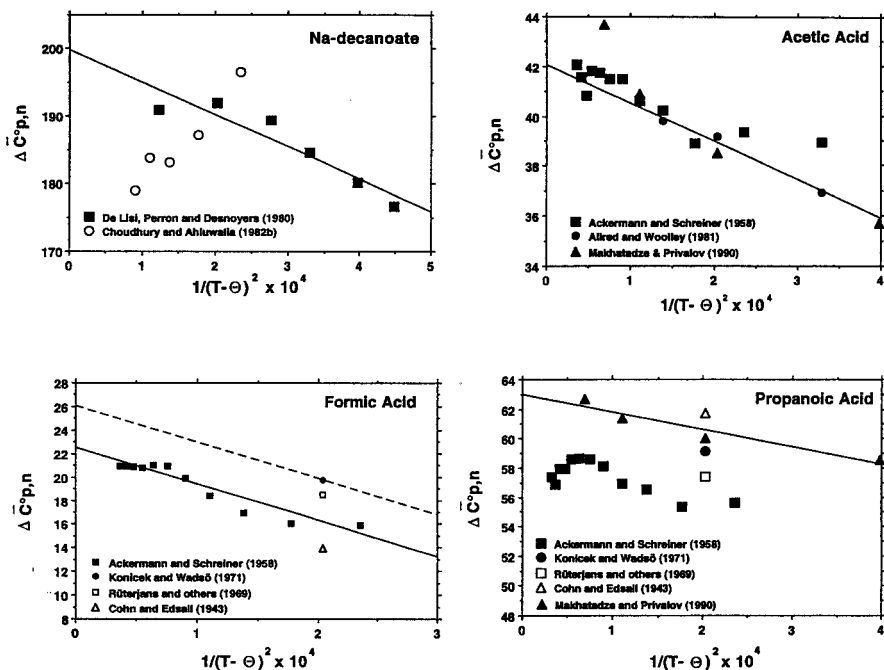 Na-decanoate
Δ C̄°p,n
200
190
180
170
■ De Lisi, Perron and Desnoyers (1980)
○ Choudhury and Ahluwalia (1982b)
0 1 2 3 4 5
1/(T- Θ)² x 10⁴
Acetic Acid
Δ C̄°p,n
44
42
40
38
36
34
■ Ackermann and Schreiner (1958)
● Allred and Woolley (1981)
▲ Makhatadze & Privalov (1990)
0 1 2 3 4
1/(T- Θ)² x 10⁴
Formic Acid
Δ C̄°p,n
28
26
24
22
20
18
16
14
12
10
8
■ Ackermann and Schreiner (1958)
● Konicek and Wadsö (1971)
□ Rüterjans and others (1969)
△ Cohn and Edsall (1943)
0 1 2 3
1/(T- Θ)² x 10⁴
Propanoic Acid
Δ C̄°p,n
64
62
60
58
56
54
52
50
48
■ Ackermann and Schreiner (1958)
● Konicek and Wadsö (1971)
□ Rüterjans and others (1969)
△ Cohn and Edsall (1943)
▲ Makhatadze and Privalov (1990)
0 1 2 3 4
1/(T- Θ)² x 10⁴